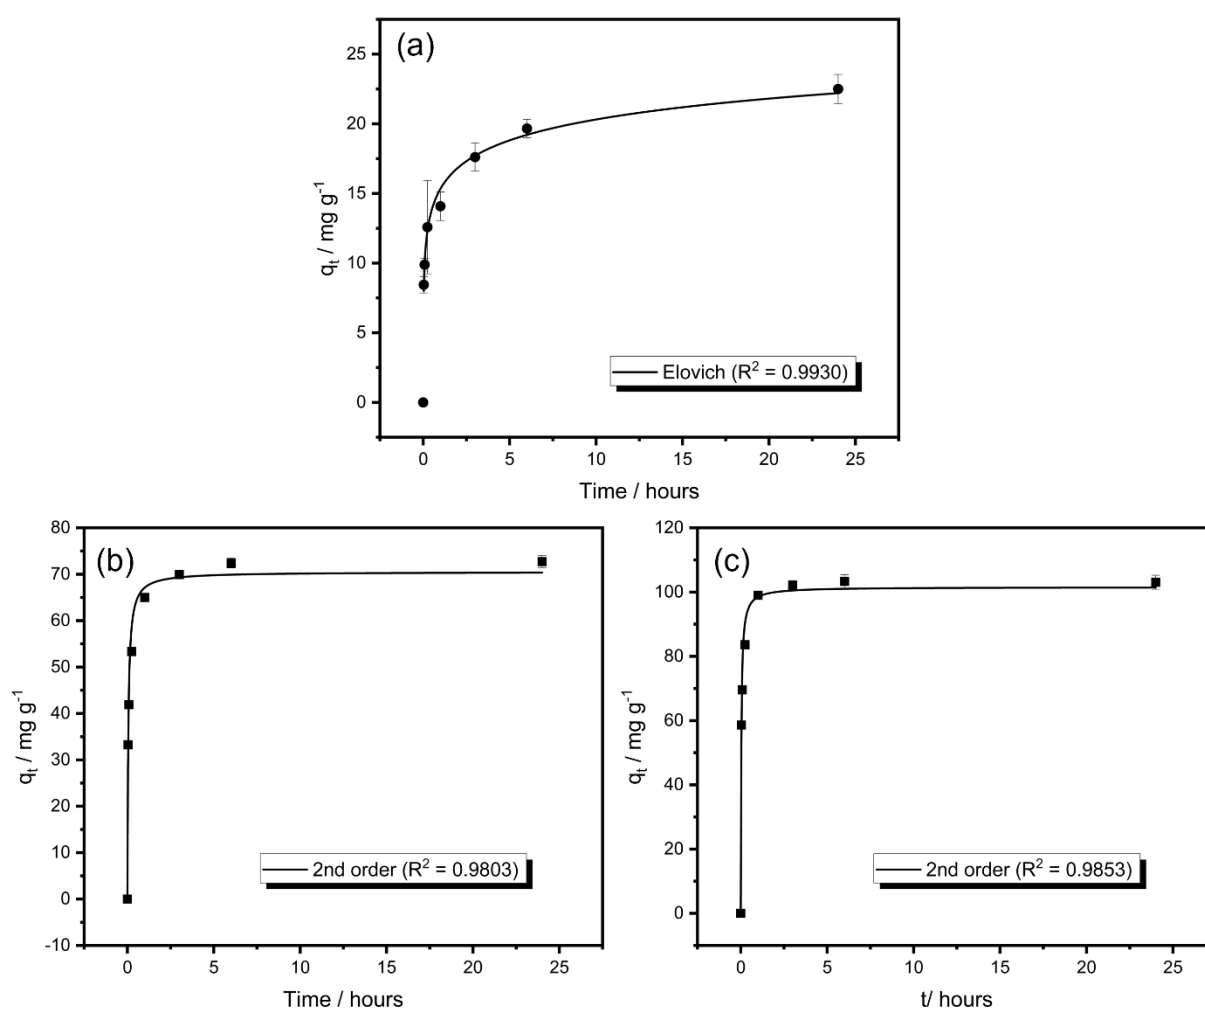 (a)
25
20
15
10
5
0
q_t / mg g^-1
Elovich (R^2 = 0.9930)
0 5 10 15 20 25
Time / hours
(b)
80
70
60
50
40
30
20
10
0
-10
q_t / mg g^-1
2nd order (R^2 = 0.9803)
0 5 10 15 20 25
Time / hours
(c)
120
100
80
60
40
20
0
q_t / mg g^-1
2nd order (R^2 = 0.9853)
0 5 10 15 20 25
t/ hours